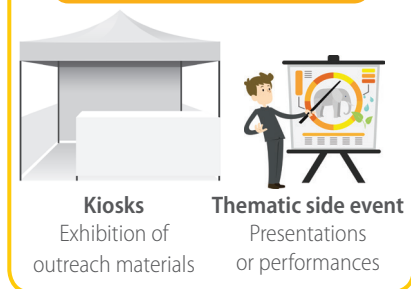 Kiosks
Exhibition of
outreach materials
Thematic side event
Presentations
or performances